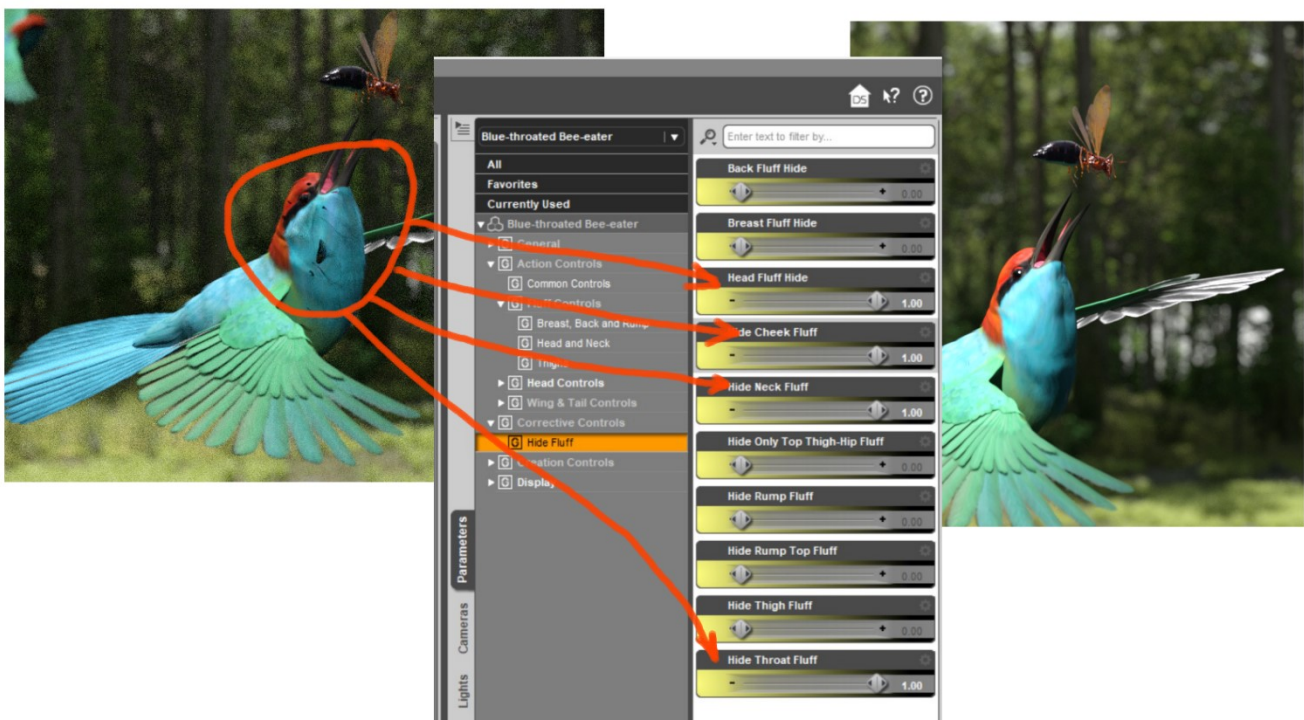 DS
?
?
Blue-throated Bee-eater
All
Favorites
Currently Used
Blue-throated Bee-eater
G General
G Action Controls
G Common Controls
G Fluff Controls
G Breast, Back and Rump
G Head and Neck
G
G Head Controls
G Wing & Tail Controls
G Corrective Controls
G Hide Fluff
G Creation Controls
G Display
Parameters
Cameras
Lights
Enter text to filter by...
Back Fluff Hide
0.00
Breast Fluff Hide
0.00
Head Fluff Hide
1.00
Hide Cheek Fluff
1.00
Hide Neck Fluff
1.00
Hide Only Top Thigh-Hip Fluff
0.00
Hide Rump Fluff
0.00
Hide Rump Top Fluff
0.00
Hide Thigh Fluff
0.00
Hide Throat Fluff
1.00